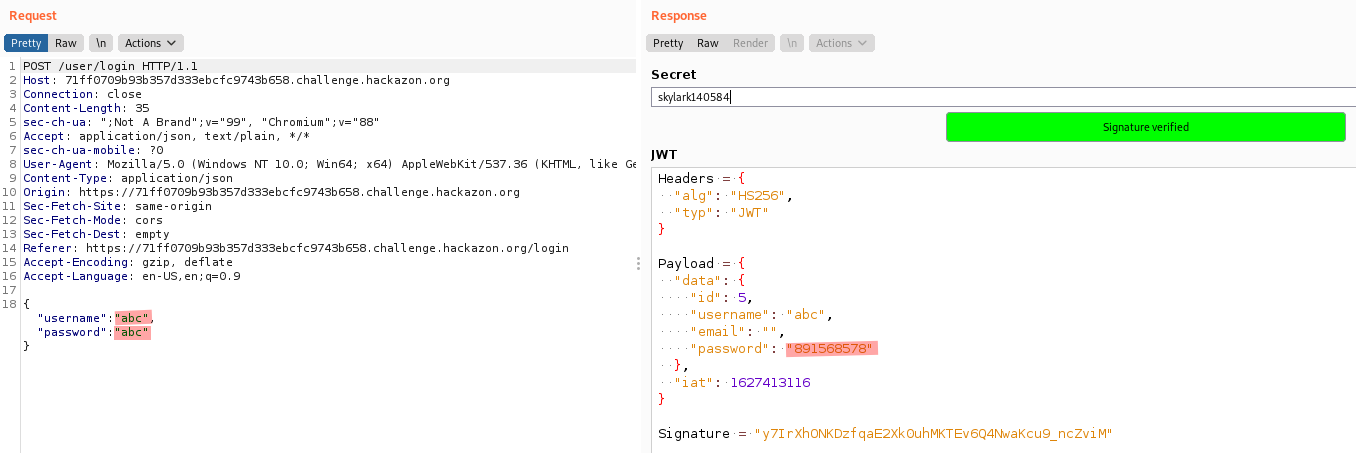 Request
Pretty Raw \n Actions
1 POST /user/login HTTP/1.1
2 Host: 71ff0709b93b357d333ebcfc9743b658.challenge.hackazon.org
3 Connection: close
4 Content-Length: 35
5 sec-ch-ua: ";Not A Brand";v="99", "Chromium";v="88"
6 Accept: application/json, text/plain, */*
7 sec-ch-ua-mobile: ?0
8 User-Agent: Mozilla/5.0 (Windows NT 10.0; Win64; x64) AppleWebKit/537.36 (KHTML, like Ge
9 Content-Type: application/json
10 Origin: https://71ff0709b93b357d333ebcfc9743b658.challenge.hackazon.org
11 Sec-Fetch-Site: same-origin
12 Sec-Fetch-Mode: cors
13 Sec-Fetch-Dest: empty
14 Referer: https://71ff0709b93b357d333ebcfc9743b658.challenge.hackazon.org/login
15 Accept-Encoding: gzip, deflate
16 Accept-Language: en-US,en;q=0.9
17
18 {
"username":"abc",
"password":"abc"
}
Response
Pretty Raw Render \n Actions
Secret
skylark140584
Signature verified
JWT
Headers = {
"alg": "HS256",
"typ": "JWT"
}
Payload = {
"data": {
"id": 5,
"username": "abc",
"email": "",
"password": "891568578"
},
"iat": 1627413116
}
Signature = "y7IrXhONKDzfqaE2Xk0uhMKTEv6Q4NwaKcu9_ncZviM"